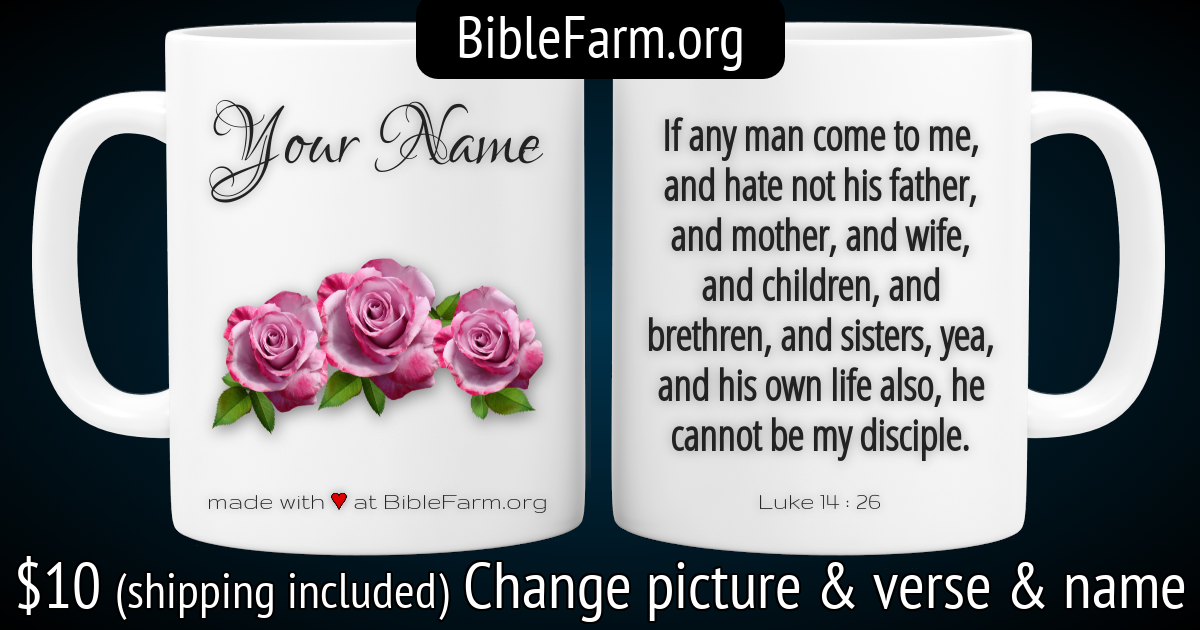 BibleFarm.org
Your Name
made with ♥ at BibleFarm.org
If any man come to me,
and hate not his father,
and mother, and wife,
and children, and
brethren, and sisters, yea,
and his own life also, he
cannot be my disciple.
Luke 14 : 26
$10 (shipping included) Change picture & verse & name